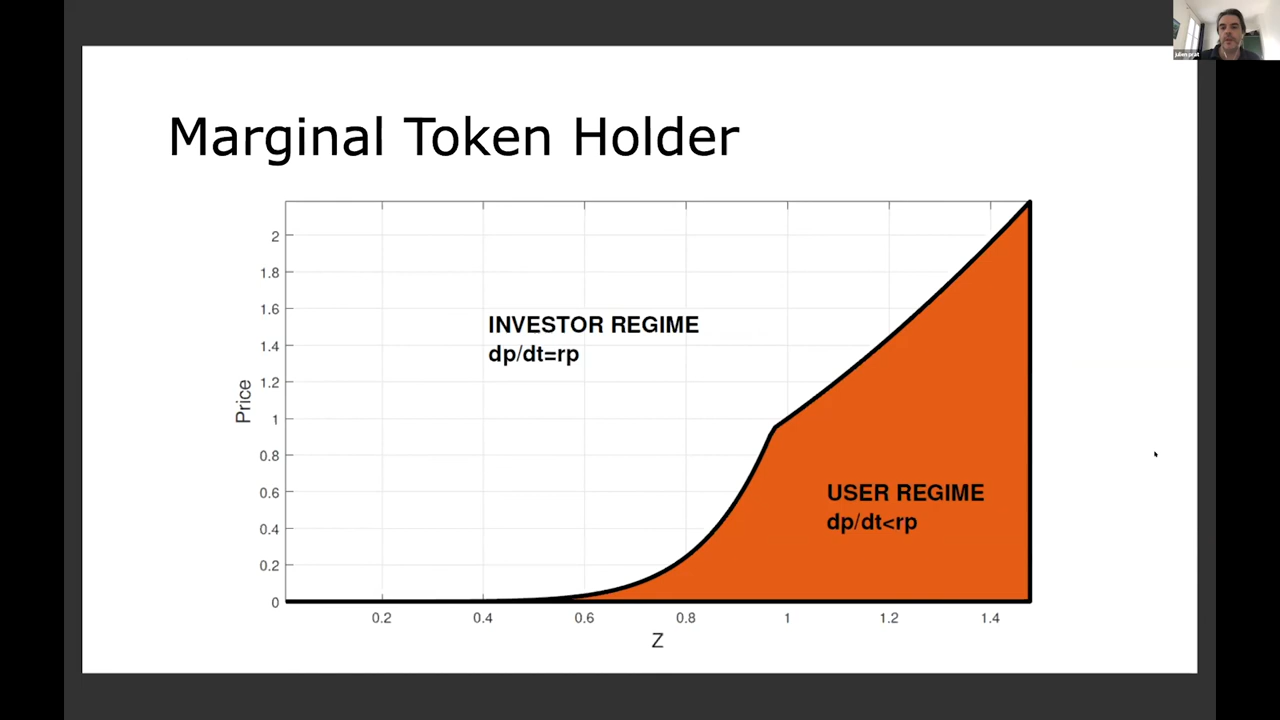 julien prat
Marginal Token Holder
INVESTOR REGIME
dp/dt=rp
USER REGIME
dp/dt<rp
Price
2
1.8
1.6
1.4
1.2
1
0.8
0.6
0.4
0.2
0
0.2
0.4
0.6
0.8
1
1.2
1.4
Z